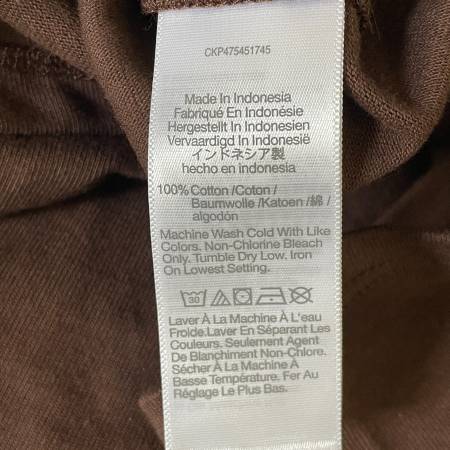 CKP475451745
Made In Indonesia
Fabriqué En Indonésie
Hergestellt In Indonesien
Vervaardigd In Indonesien
インドネシア製
hecho en indonesia
100% Cotton /Coton /
Baumwolle /Katoen /綿 /
algodón
Machine Wash Cold With Like
Colors. Non-Chlorine Bleach
Only. Tumble Dry Low. Iron
On Lowest Setting.
30
Laver À La Machine À L'eau
Froide.Laver En Séparant Les
Couleurs. Seulement Agent
De Blanchiment Non-Chlore.
Sécher À La Machine À
Basse Température. Fer Au
Réglage Le Plus Bas.